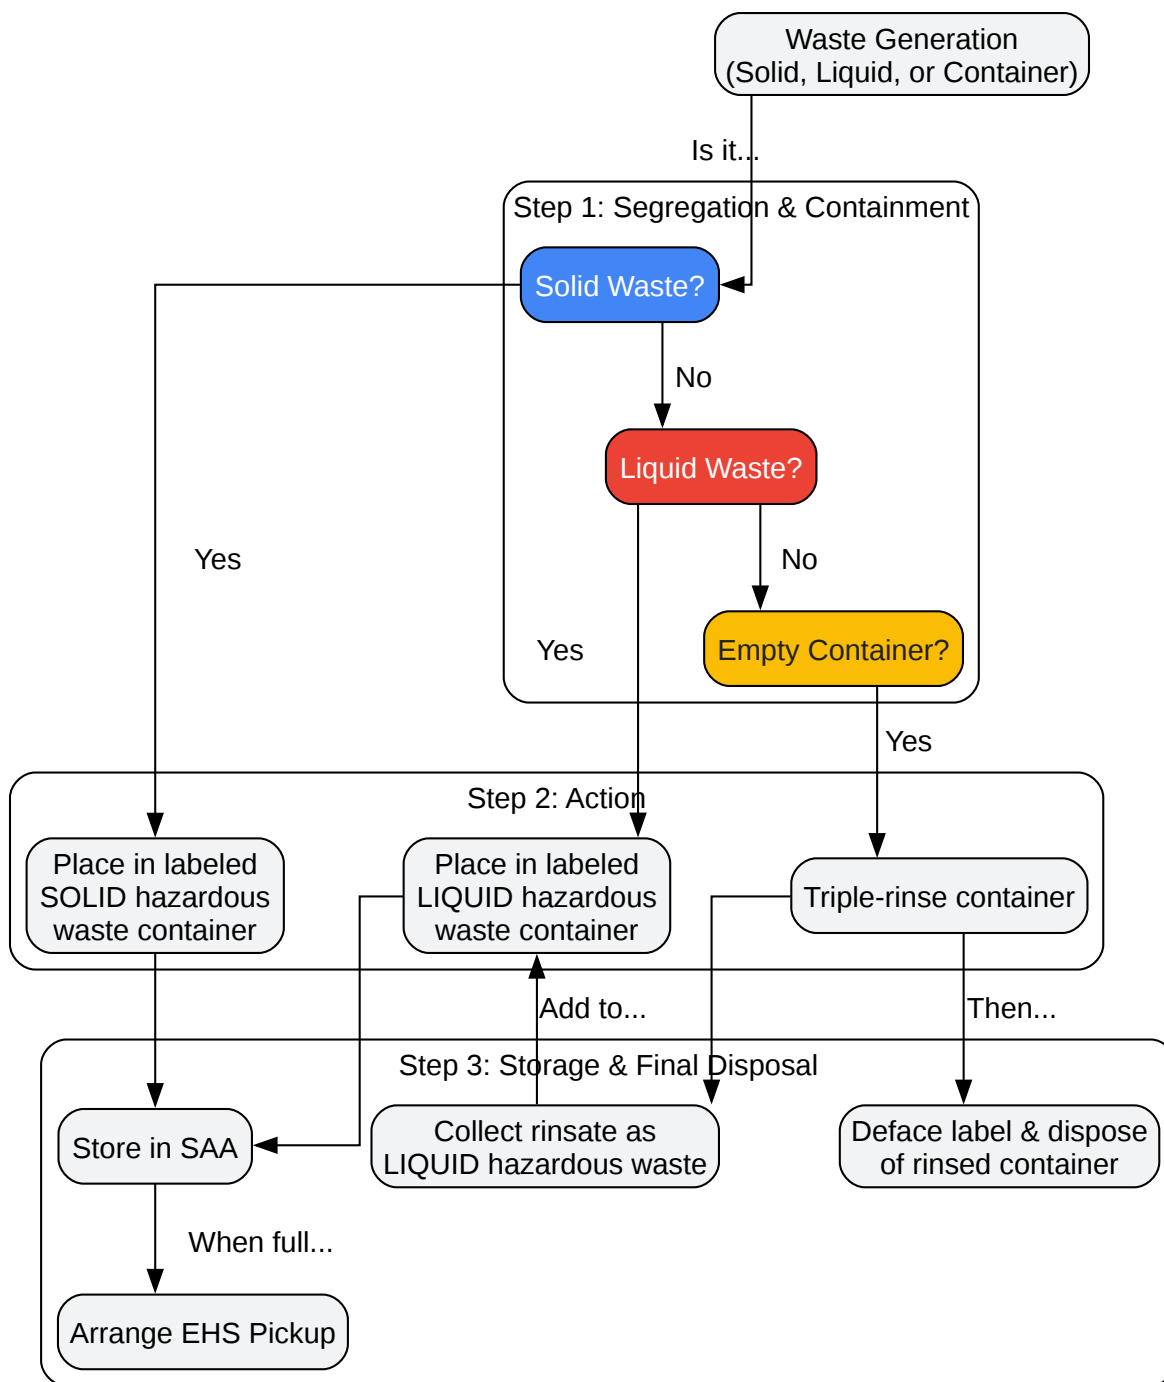 Waste Generation
(Solid, Liquid, or Container)
Is it...
Step 1: Segregation & Containment
Solid Waste?
No
Liquid Waste?
Yes
No
Yes
Empty Container?
Yes
Step 2: Action
Place in labeled
SOLID hazardous
waste container
Place in labeled
LIQUID hazardous
waste container
Triple-rinse container
Add to...
Then...
Step 3: Storage & Final Disposal
Store in SAA
Collect rinsate as
LIQUID hazardous waste
Deface label & dispose
of rinsed container
When full...
Arrange EHS Pickup